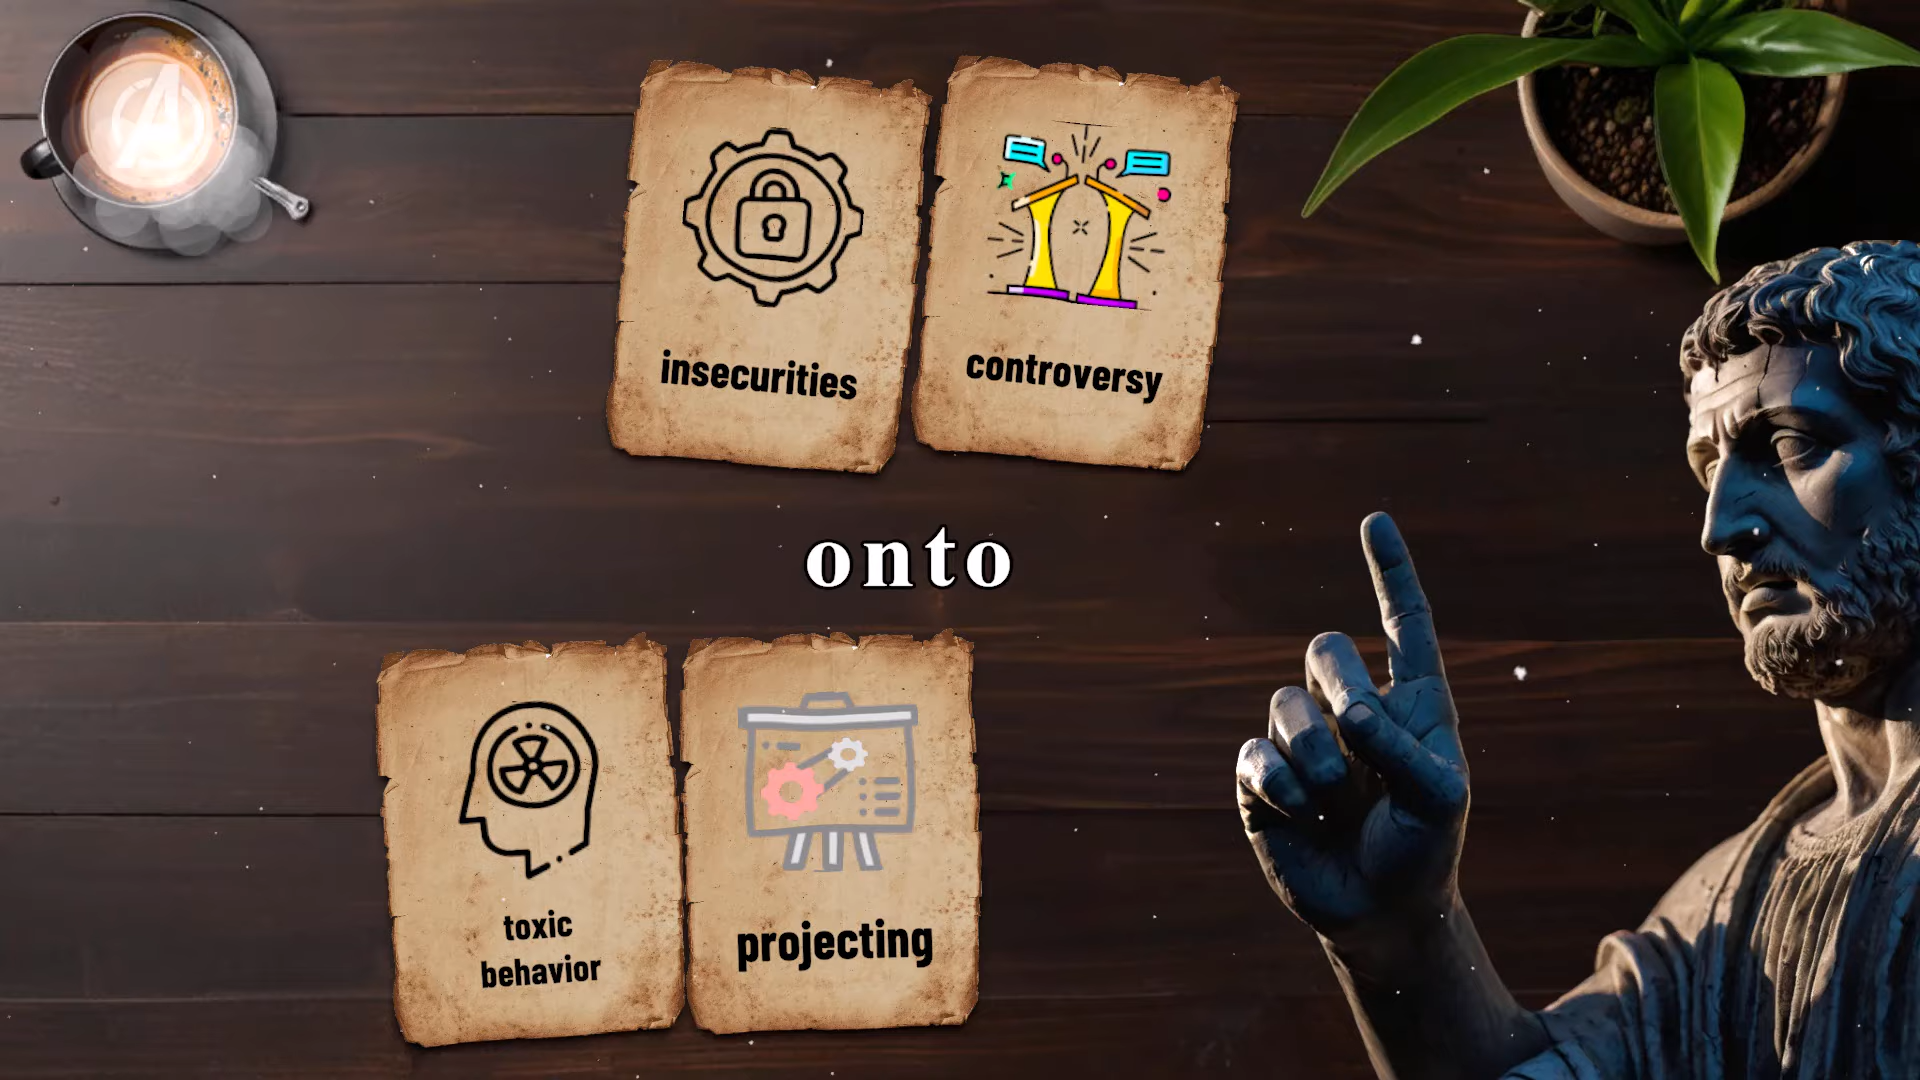 insecurities
controversy
onto
toxic
behavior
projecting